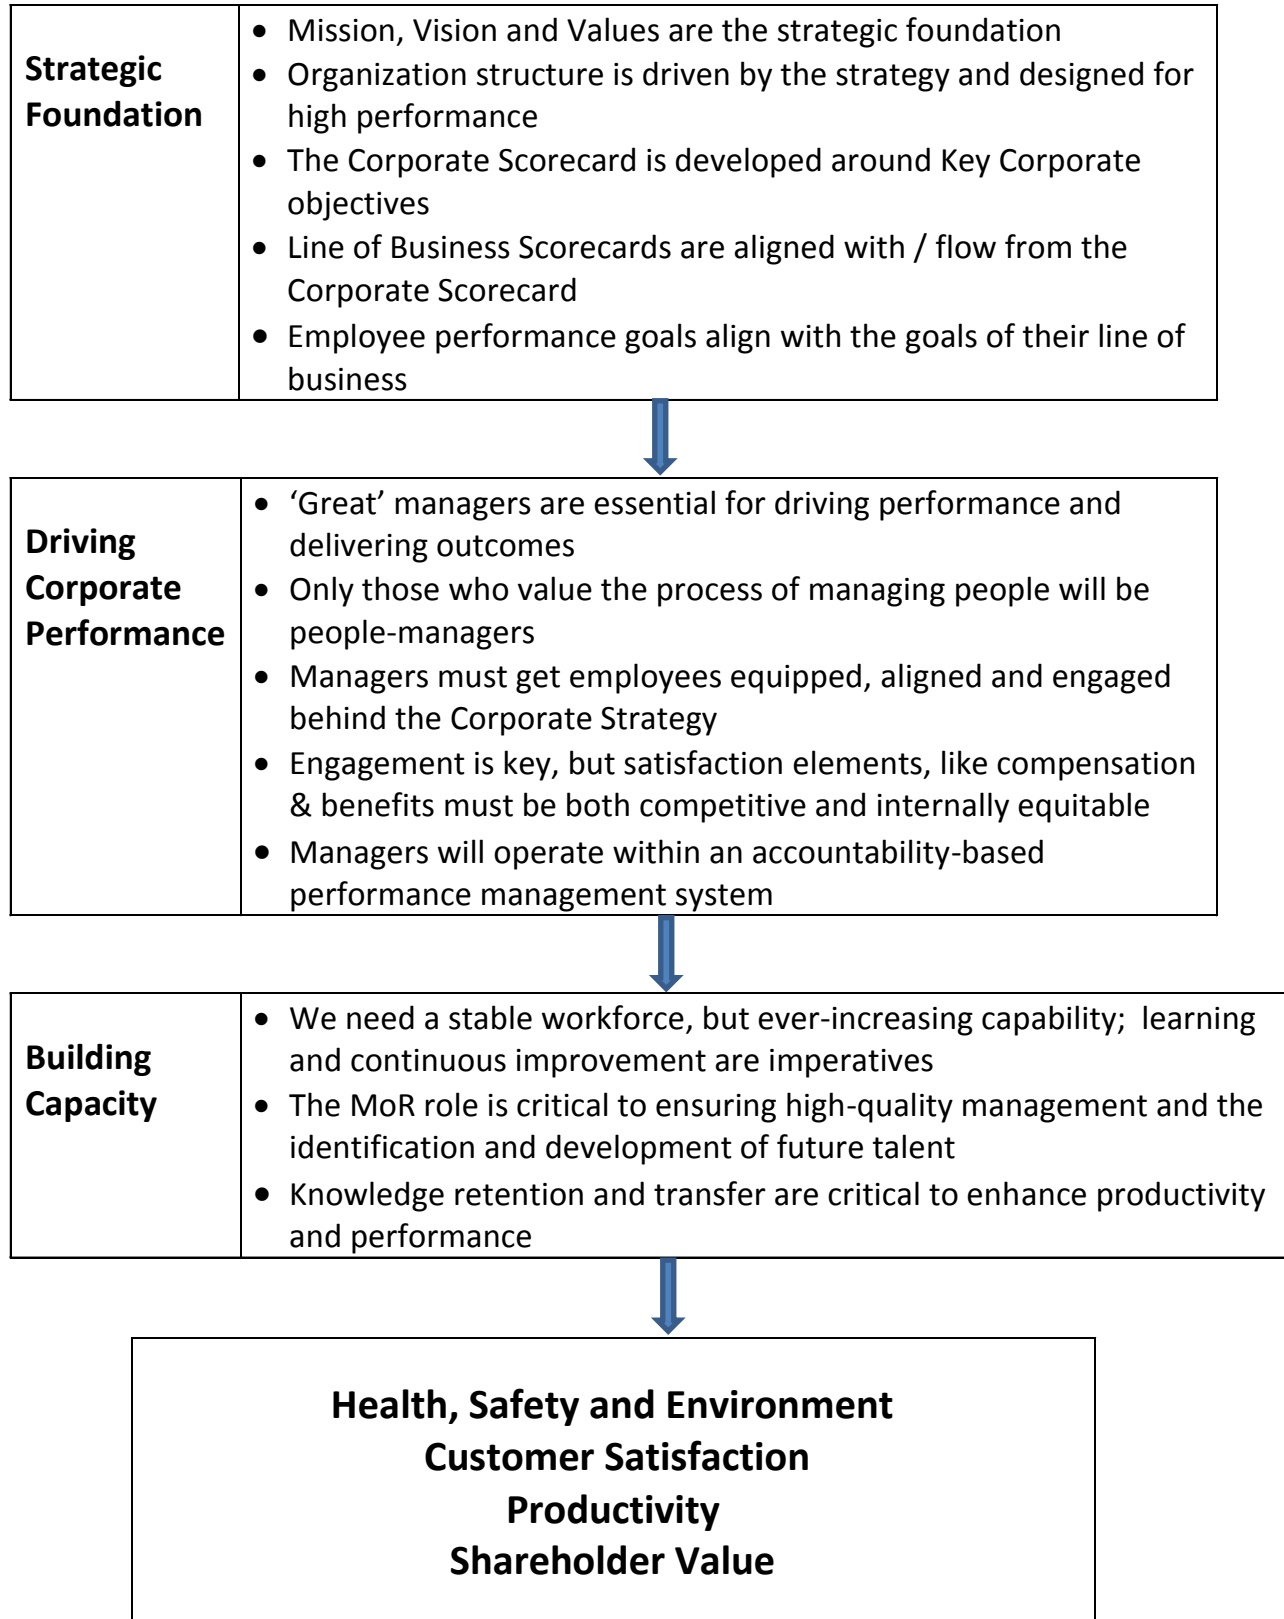 Strategic
Foundation
• Mission, Vision and Values are the strategic foundation
• Organization structure is driven by the strategy and designed for
high performance
• The Corporate Scorecard is developed around Key Corporate
objectives
• Line of Business Scorecards are aligned with / flow from the
Corporate Scorecard
• Employee performance goals align with the goals of their line of
business
Driving
Corporate
Performance
• ‘Great’ managers are essential for driving performance and
delivering outcomes
• Only those who value the process of managing people will be
people-managers
• Managers must get employees equipped, aligned and engaged
behind the Corporate Strategy
• Engagement is key, but satisfaction elements, like compensation
& benefits must be both competitive and internally equitable
• Managers will operate within an accountability-based
performance management system
Building
Capacity
• We need a stable workforce, but ever-increasing capability;  learning
and continuous improvement are imperatives
• The MoR role is critical to ensuring high-quality management and the
identification and development of future talent
• Knowledge retention and transfer are critical to enhance productivity
and performance
Health, Safety and Environment
Customer Satisfaction
Productivity
Shareholder Value